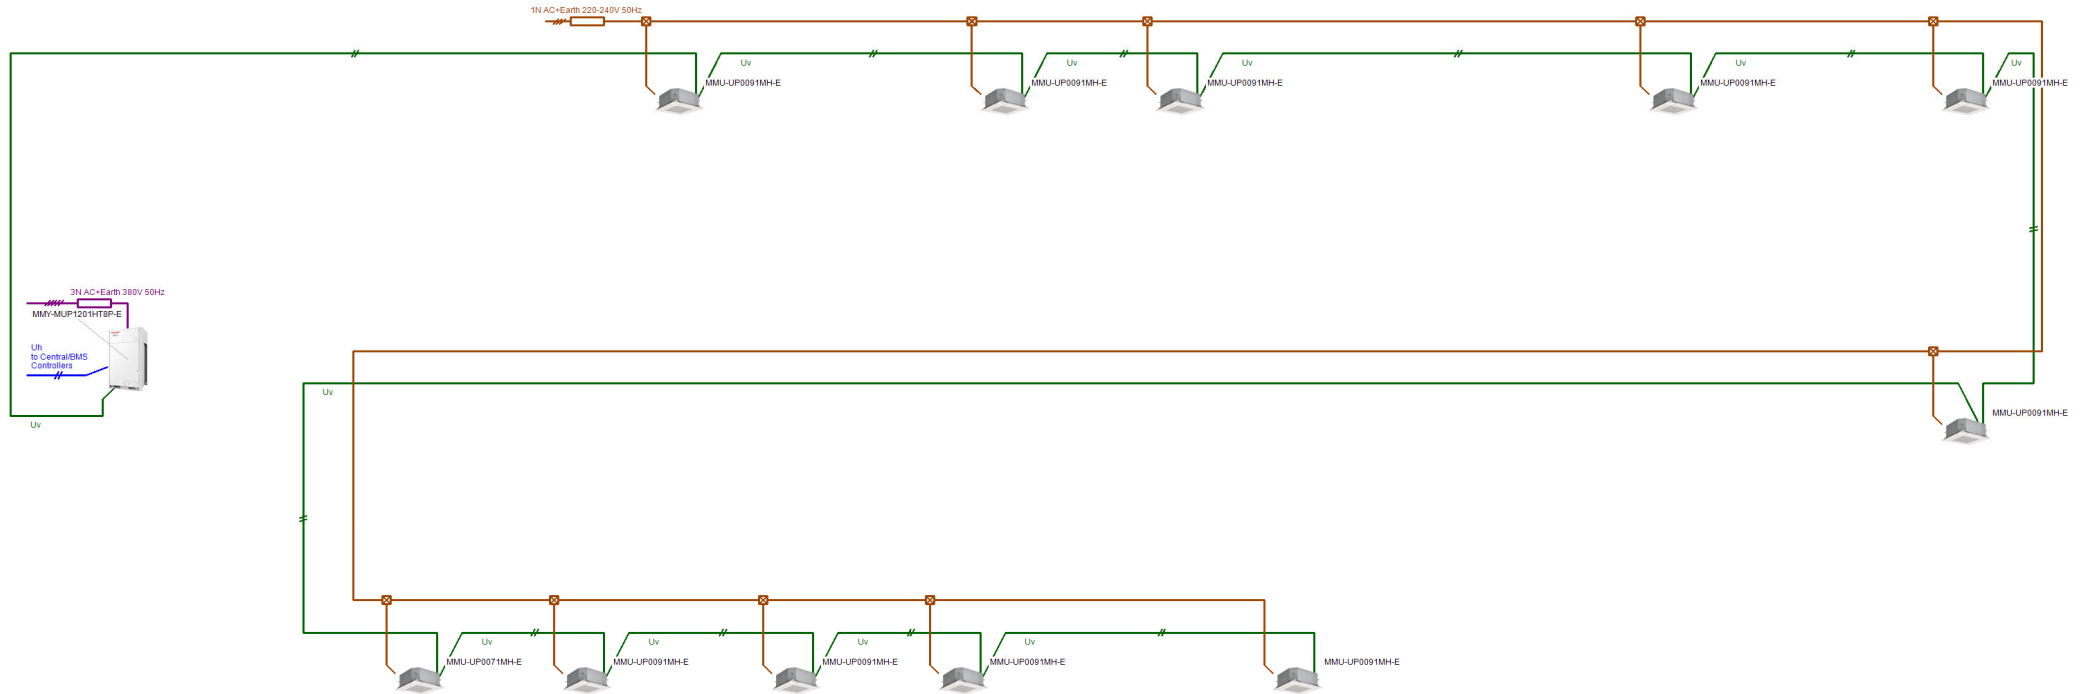 1N AC+Earth 220-240V 50Hz
Uv
Uv
Uv
Uv
Uv
MMU-UP0091MH-E
MMU-UP0091MH-E
MMU-UP0091MH-E
MMU-UP0091MH-E
MMU-UP0091MH-E
3N AC+Earth 380V 50Hz
MMY-MUP1201HT8P-E
Uh
to Central/BMS
Controllers
Uv
Uv
MMU-UP0091MH-E
Uv
Uv
Uv
Uv
MMU-UP0071MH-E
MMU-UP0091MH-E
MMU-UP0091MH-E
MMU-UP0091MH-E
MMU-UP0091MH-E